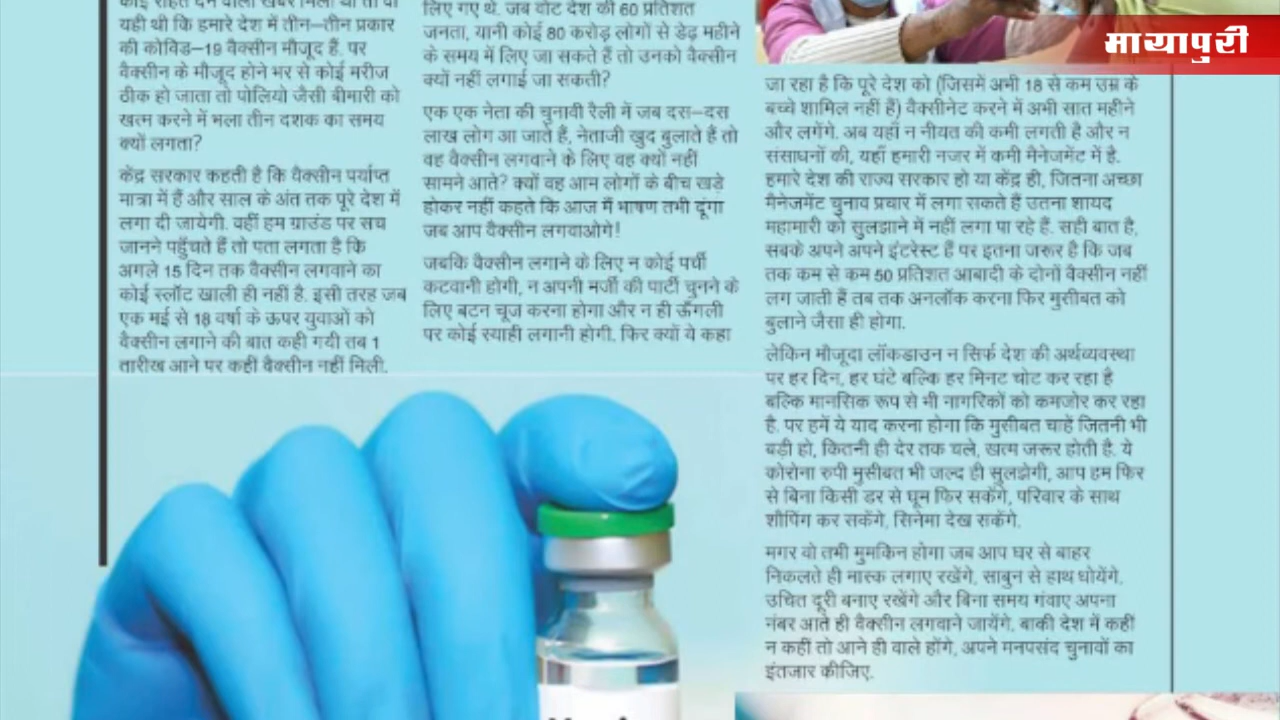 कोई राहत देने वाली खबर मिली थी तो वो
यही थी कि हमारे देश में तीन–तीन प्रकार
की कोविड–19 वैक्सीन मौजूद हैं. पर
वैक्सीन के मौजूद होने भर से कोई मरीज
ठीक हो जाता तो पोलियो जैसी बीमारी को
खत्म करने में भला तीन दशक का समय
क्यों लगता?
केंद्र सरकार कहती है कि वैक्सीन पर्याप्त
मात्रा में हैं और साल के अंत तक पूरे देश में
लगा दी जायेगी. वहीं हम ग्राउंड पर सच
जानने पहुँचते हैं तो पता लगता है कि
अगले 15 दिन तक वैक्सीन लगवाने का
कोई स्लॉट खाली ही नहीं है. इसी तरह जब
एक मई से 18 वर्षा के ऊपर युवाओं को
वैक्सीन लगाने की बात कही गयी तब 1
तारीख आने पर कहीं वैक्सीन नहीं मिली.
लिए गए थे. जब वोट देश की 60 प्रतिशत
जनता, यानी कोई 80 करोड़ लोगों से डेढ़ महीने
के समय में लिए जा सकते हैं तो उनको वैक्सीन
क्यों नहीं लगाई जा सकती?
एक एक नेता की चुनावी रैली में जब दस–दस
लाख लोग आ जाते हैं, नेताजी खुद बुलाते हैं तो
वह वैक्सीन लगवाने के लिए वह क्यों नहीं
सामने आते? क्यों वह आम लोगों के बीच खड़े
होकर नहीं कहते कि आज मैं भाषण तभी दूंगा
जब आप वैक्सीन लगवाओगे!
जबकि वैक्सीन लगाने के लिए न कोई पर्ची
कटवानी होगी, न अपनी मर्जी की पार्टी चुनने के
लिए बटन चूज करना होगा और न ही ऊँगली
पर कोई स्याही लगानी होगी. फिर क्यों ये कहा
मायापुरी
जा रहा है कि पूरे देश को (जिसमें अभी 18 से कम उम्र के
बच्चे शामिल नहीं हैं) वैक्सीनेट करने में अभी सात महीने
और लगेंगे. अब यहाँ न नीयत की कमी लगती है और न
संसाधनों की, यहाँ हमारी नजर में कमी मैनेजमेंट में है.
हमारे देश की राज्य सरकार हो या केंद्र ही, जितना अच्छा
मैनेजमेंट चुनाव प्रचार में लगा सकते हैं उतना शायद
महामारी को सुलझाने में नहीं लगा पा रहे हैं. सही बात है,
सबके अपने अपने इंटरेस्ट हैं पर इतना जरूर है कि जब
तक कम से कम 50 प्रतिशत आबादी के दोनों वैक्सीन नहीं
लग जाती हैं तब तक अनलॉक करना फिर मुसीबत को
बुलाने जैसा ही होगा.
लेकिन मौजूदा लॉकडाउन न सिर्फ देश की अर्थव्यवस्था
पर हर दिन, हर घंटे बल्कि हर मिनट चोट कर रहा है
बल्कि मानसिक रूप से भी नागरिकों को कमजोर कर रहा
है. पर हमें ये याद करना होगा कि मुसीबत चाहें जितनी भी
बड़ी हो, कितनी ही देर तक चले, खत्म जरूर होती है. ये
कोरोना रुपी मुसीबत भी जल्द ही सुलझेगी, आप हम फिर
से बिना किसी डर से घूम फिर सकेंगे, परिवार के साथ
शौपिंग कर सकेंगे, सिनेमा देख सकेंगे.
मगर वो तभी मुमकिन होगा जब आप घर से बाहर
निकलते ही मास्क लगाए रखेंगे, साबुन से हाथ धोयेंगे,
उचित दूरी बनाए रखेंगे और बिना समय गंवाए अपना
नंबर आते ही वैक्सीन लगवाने जायेंगे. बाकी देश में कहीं
न कहीं तो आने ही वाले होंगे, अपने मनपसंद चुनावों का
इंतजार कीजिए.